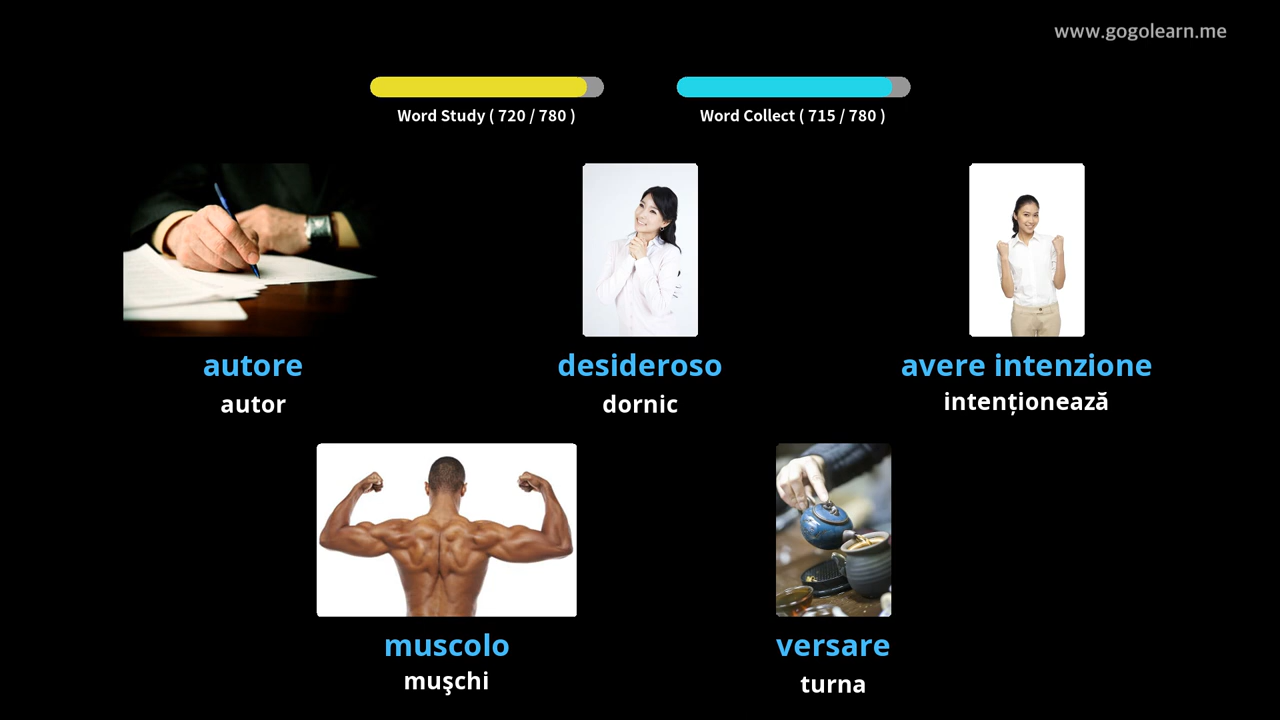 www.gogolearn.me
Word Study ( 720 / 780 )
Word Collect ( 715 / 780 )
autore
autor
desideroso
dornic
avere intenzione
intenționează
muscolo
muşchi
versare
turna